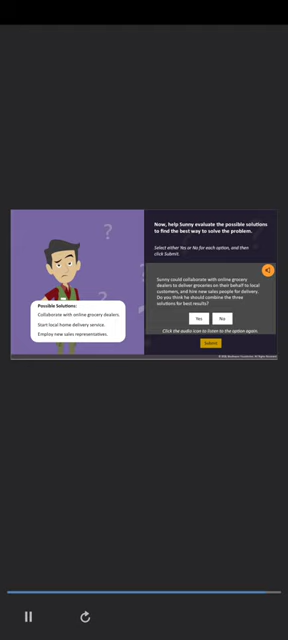 Now, help Sunny evaluate the possible solutions
to find the best way to solve the problem.
Select either Yes or No for each option, and then
click Submit.
Sunny could collaborate with online grocery
dealers to deliver groceries on their behalf to local
customers, and hire new sales people for delivery.
Do you think he should combine the three
solutions for best results?
Yes
No
Click the audio icon to listen to the option again.
Submit
Possible Solutions:
Collaborate with online grocery dealers.
Start local home delivery service.
Employ new sales representatives.